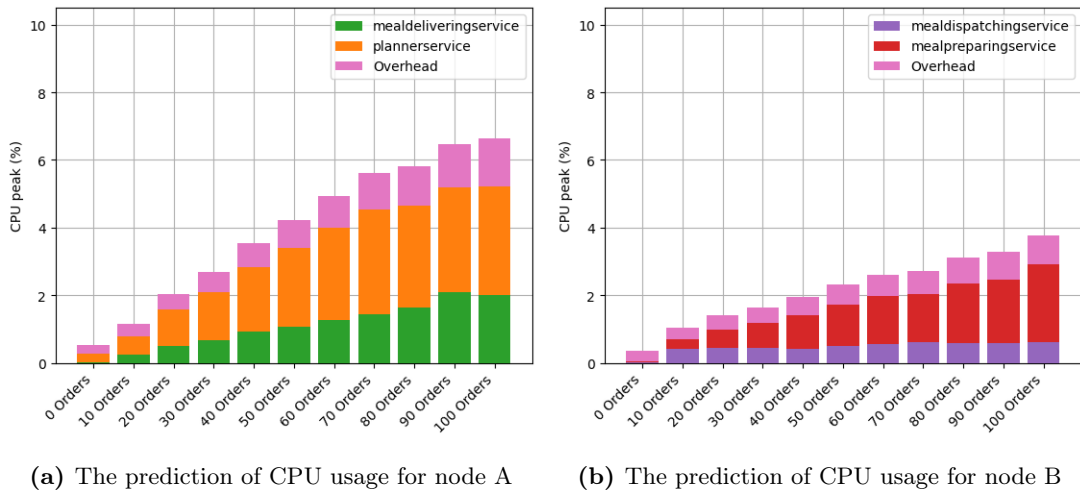 10
8
6
4
2
0
CPU peak (%)
mealdeliveringservice
plannerservice
Overhead
0 Orders
10 Orders
20 Orders
30 Orders
40 Orders
50 Orders
60 Orders
70 Orders
80 Orders
90 Orders
100 Orders
(a) The prediction of CPU usage for node A
10
8
6
4
2
0
CPU peak (%)
mealdispatchingservice
mealpreparingservice
Overhead
0 Orders
10 Orders
20 Orders
30 Orders
40 Orders
50 Orders
60 Orders
70 Orders
80 Orders
90 Orders
100 Orders
(b) The prediction of CPU usage for node B